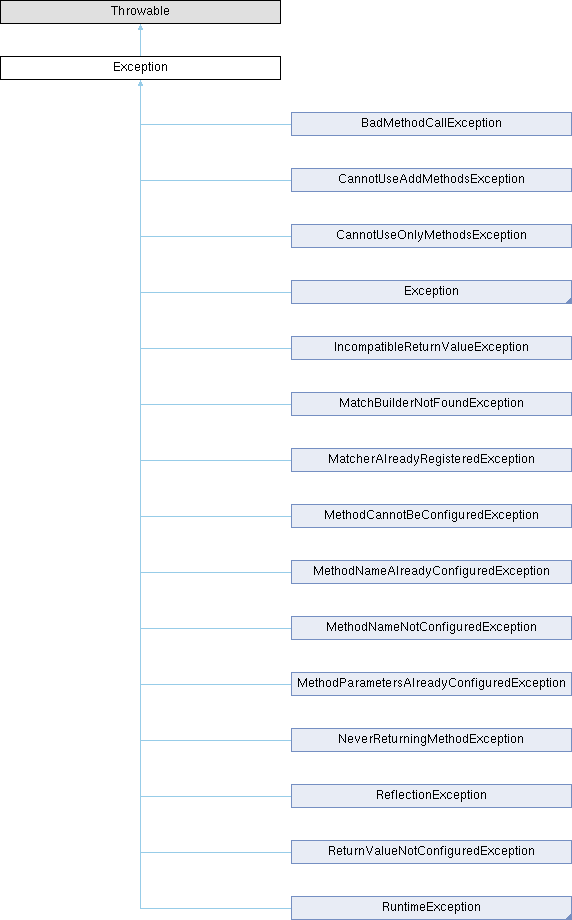 Throwable
Exception
BadMethodCallException
CannotUseAddMethodsException
CannotUseOnlyMethodsException
Exception
IncompatibleReturnValueException
MatchBuilderNotFoundException
MatcherAlreadyRegisteredException
MethodCannotBeConfiguredException
MethodNameAlreadyConfiguredException
MethodNameNotConfiguredException
MethodParametersAlreadyConfiguredException
NeverReturningMethodException
ReflectionException
ReturnValueNotConfiguredException
RuntimeException